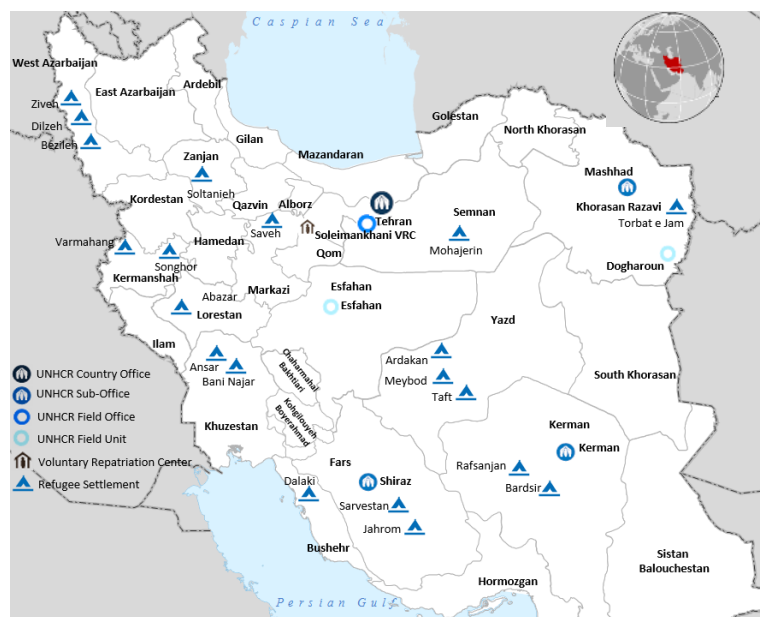 Caspian Sea
West Azarbaijan
East Azarbaijan
Ardebil
Ziveh
Dilzeh
Bezileh
Gilan
Golestan
North Khorasan
Zanjan
Soltanieh
Mazandaran
Mashhad
Khorasan Razavi
Torbat e Jam
Kordestan
Qazvin
Alborz
Tehran
Semnan
Saveh
Soleimankhani VRC
Mohajerin
Varmahang
Hamedan
Songhor
Qom
Dogharoun
Kermanshah
Markazi
Esfahan
Esfahan
Abazar
Lorestan
Yazd
Ilam
Ansar
Bani Najar
Chaharmahal
Bakhtiari
Ardakan
Meybod
Taft
South Khorasan
UNHCR Country Office
UNHCR Sub-Office
UNHCR Field Office
UNHCR Field Unit
Voluntary Repatriation Center
Refugee Settlement
Khuzestan
Kohgilouyeh
Boyerahmad
Kerman
Kerman
Rafsanjan
Bardsir
Fars
Shiraz
Dalaki
Sarvestan
Jahrom
Bushehr
Sistan
Balouchestan
Hormozgan
Persian Gulf